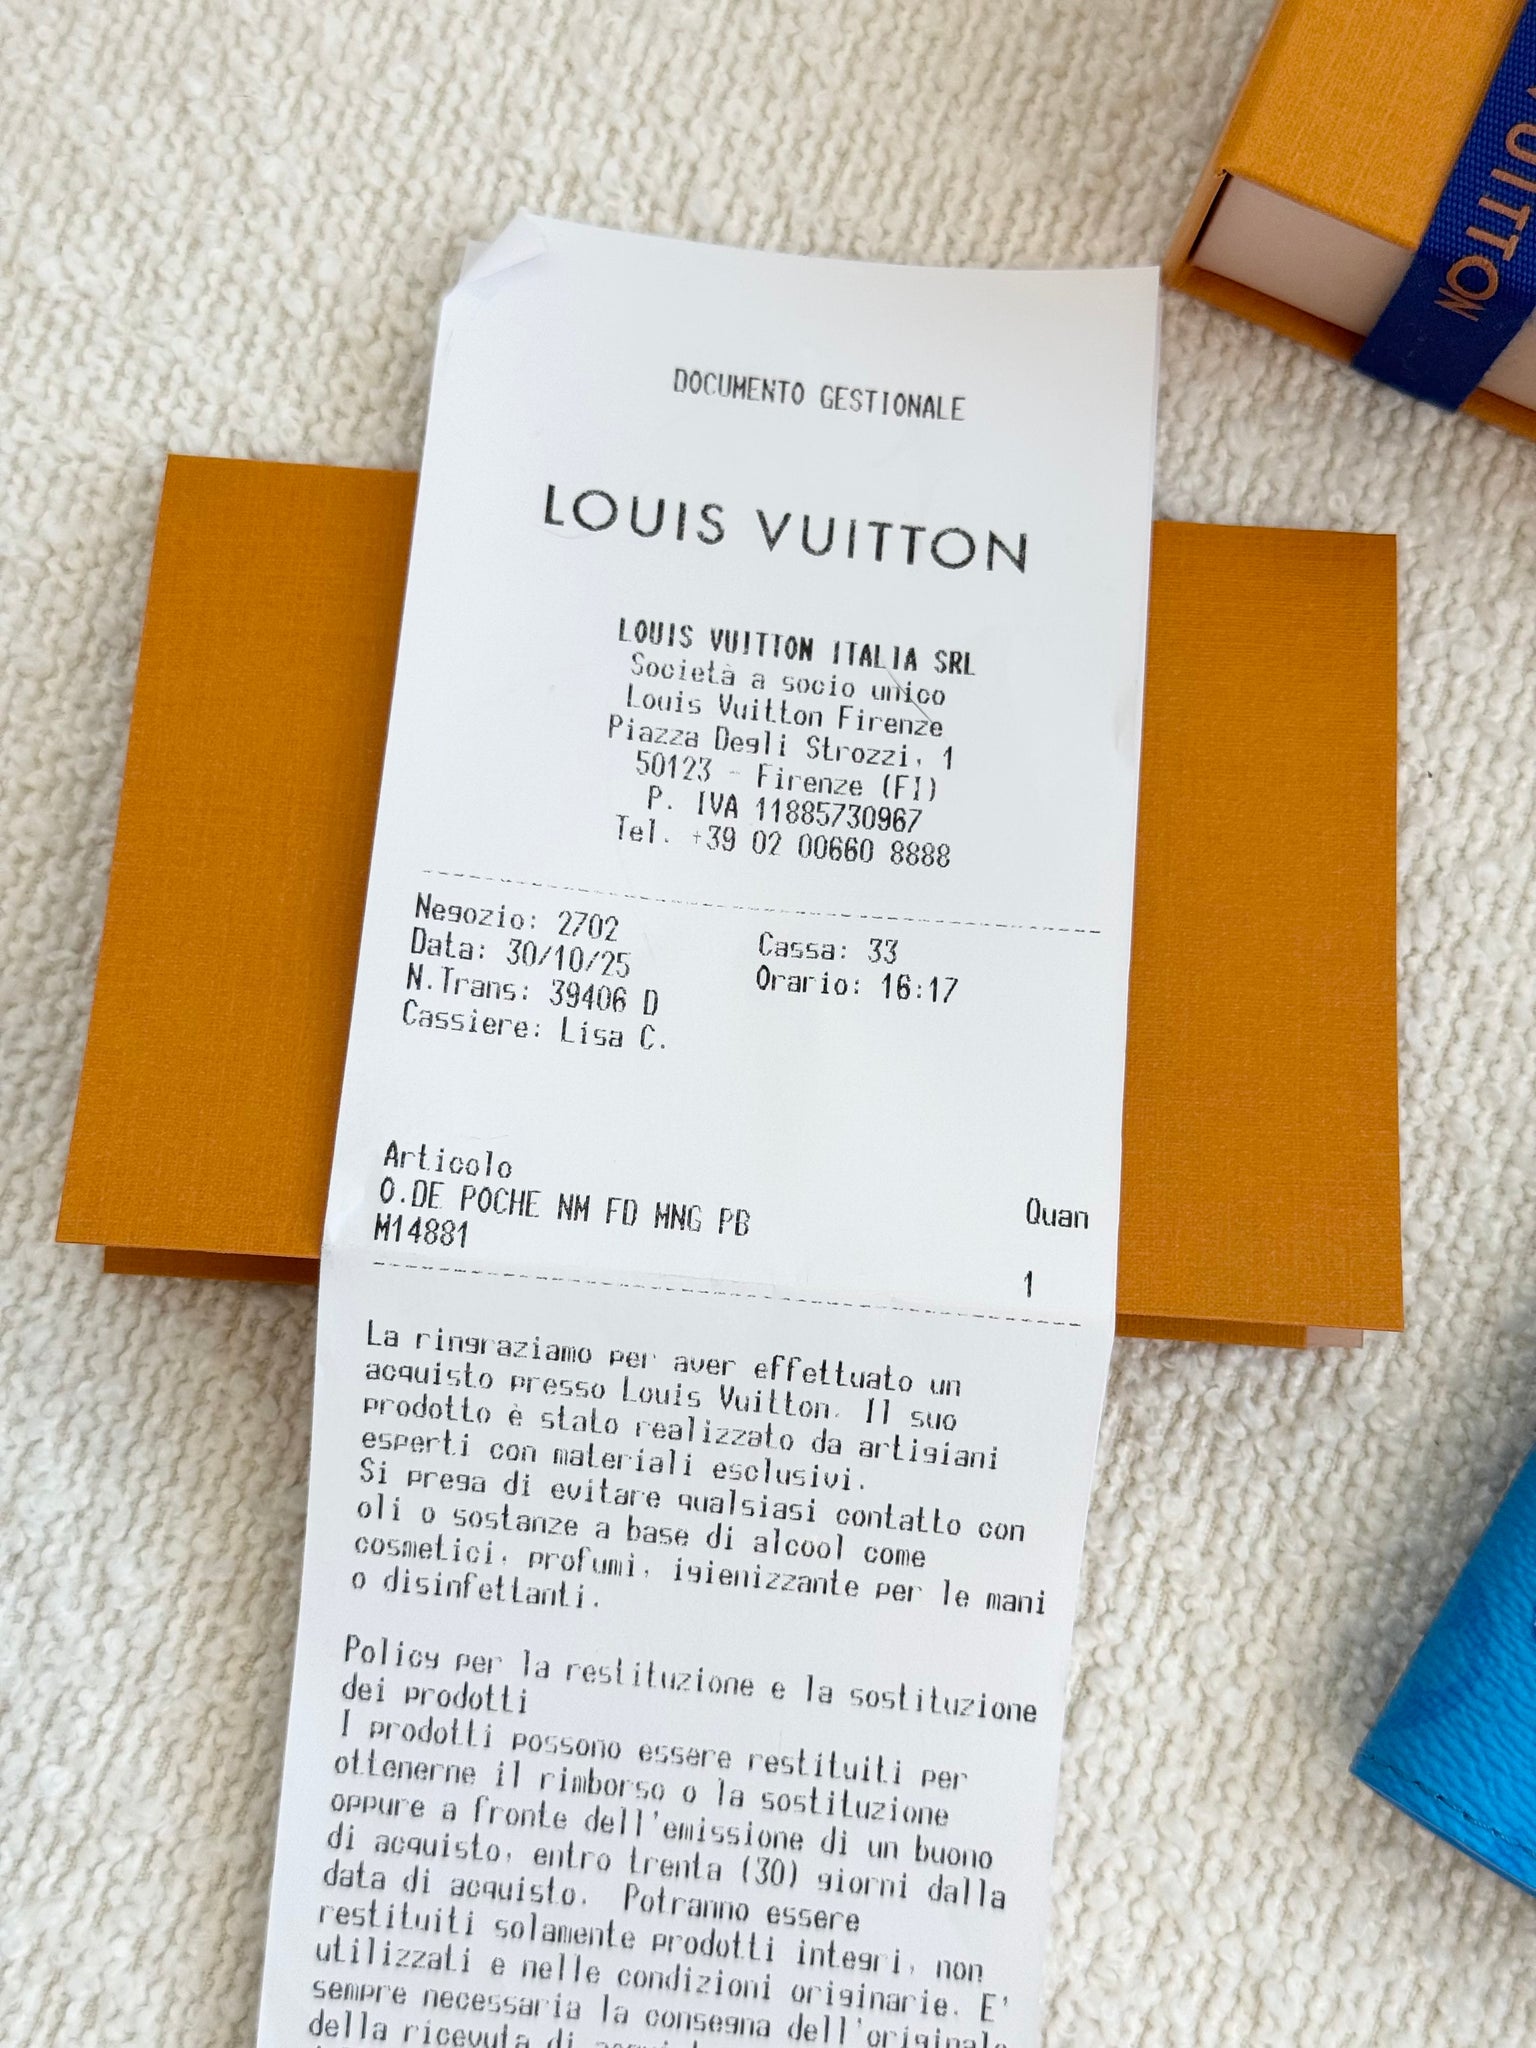 VUITTON
DOCUMENTO GESTIONALE
LOUIS VUITTON
LOUIS VUITTON ITALIA SRL
Società a socio unico
Louis Vuitton Firenze
Piazza Degli Strozzi, 1
50123 - Firenze (FI)
P. IVA 11885730967
Tel. +39 02 00660 8888
Negozio: 2702
Data: 30/10/25 Cassa: 33
N.Trans: 39406 D Orario: 16:17
Cassiere: Lisa C.
Articolo Quan
O.DE POCHE NM FD MNG PB
M14881 1
La ringraziamo per aver effettuato un
acquisto presso Louis Vuitton. Il suo
prodotto è stato realizzato da artigiani
esperti con materiali esclusivi.
Si prega di evitare qualsiasi contatto con
oli o sostanze a base di alcool come
cosmetici, profumi, igienizzante per le mani
o disinfettanti.
Policy per la restituzione e la sostituzione
dei prodotti
I prodotti possono essere restituiti per
ottenerne il rimborso o la sostituzione
oppure a fronte dell'emissione di un buono
di acquisto, entro trenta (30) giorni dalla
data di acquisto. Potranno essere
restituiti solamente prodotti integri, non
utilizzati e nelle condizioni originarie. E'
sempre necessaria la consegna dell'originale
della ricevuta di